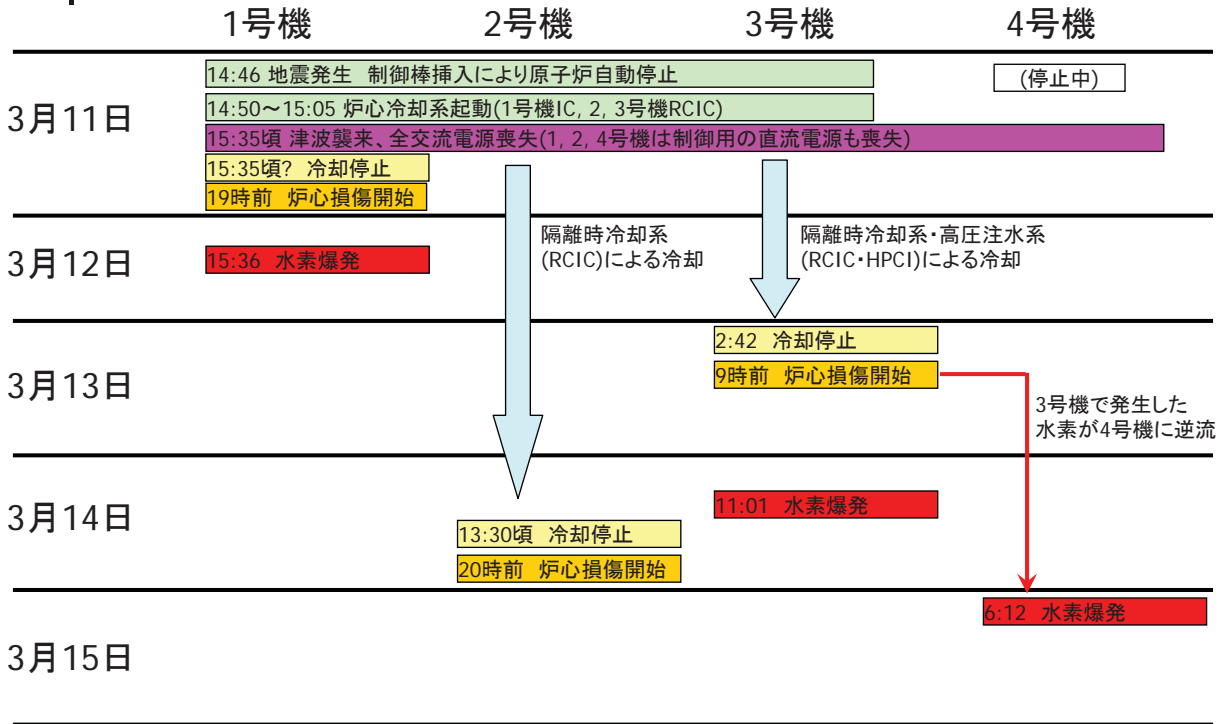 1号機 2号機 3号機 4号機
3月11日
14:46 地震発生 制御棒挿入により原子炉自動停止
(停止中)
14:50～15:05 炉心冷却系起動(1号機IC, 2, 3号機RCIC)
15:35頃 津波襲来、全交流電源喪失(1, 2, 4号機は制御用の直流電源も喪失)
15:35頃? 冷却停止
19時前 炉心損傷開始
3月12日
15:36 水素爆発
隔離時冷却系
(RCIC)による冷却
隔離時冷却系・高圧注水系
(RCIC・HPCI)による冷却
3月13日
2:42 冷却停止
9時前 炉心損傷開始
3号機で発生した
水素が4号機に逆流
3月14日
11:01 水素爆発
13:30頃 冷却停止
20時前 炉心損傷開始
3月15日
6:12 水素爆発